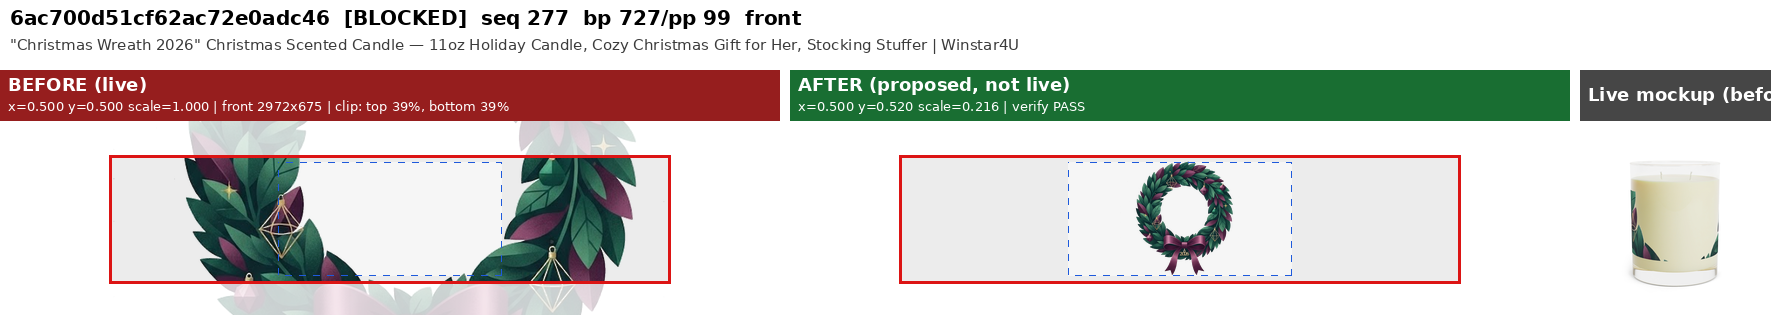 6ac700d51cf62ac72e0adc46 [BLOCKED] seq 277 bp 727/pp 99 front
"Christmas Wreath 2026" Christmas Scented Candle — 11oz Holiday Candle, Cozy Christmas Gift for Her, Stocking Stuffer | Winstar4U
BEFORE (live)
x=0.500 y=0.500 scale=1.000 | front 2972x675 | clip: top 39%, bottom 39%
AFTER (proposed, not live)
x=0.500 y=0.520 scale=0.216 | verify PASS
Live mockup (befo